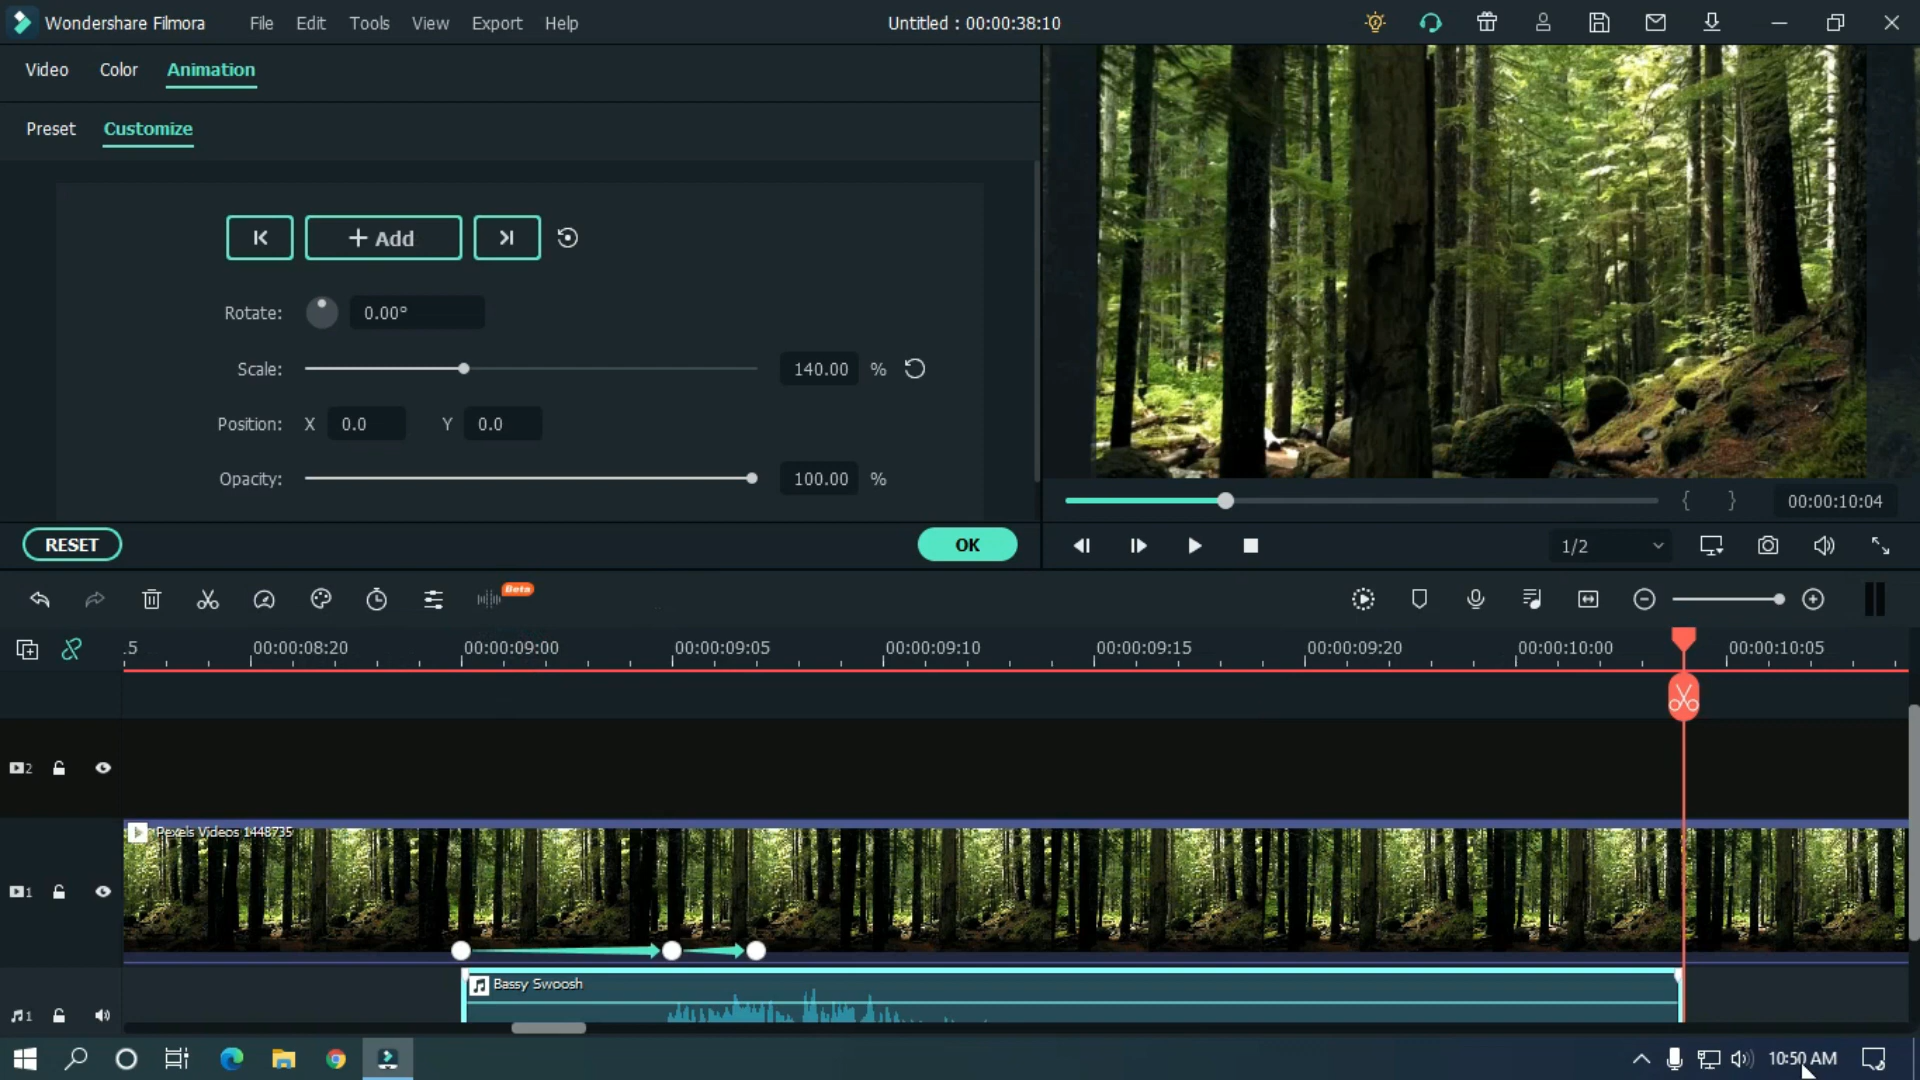 Wondershare Filmora File Edit Tools View Export Help Untitled : 00:00:38:10
Video Color Animation
Preset Customize
+ Add
Rotate: 0.00°
Scale: 140.00 %
Position: X 0.0 Y 0.0
Opacity: 100.00 %
{ } 00:00:10:04
RESET OK
1/2
Beta
.5 00:00:08:20 00:00:09:00 00:00:09:05 00:00:09:10 00:00:09:15 00:00:09:20 00:00:10:00 00:00:10:05
2
Pexels Videos 1448735
1
Bassy Swoosh
1
10:50 AM